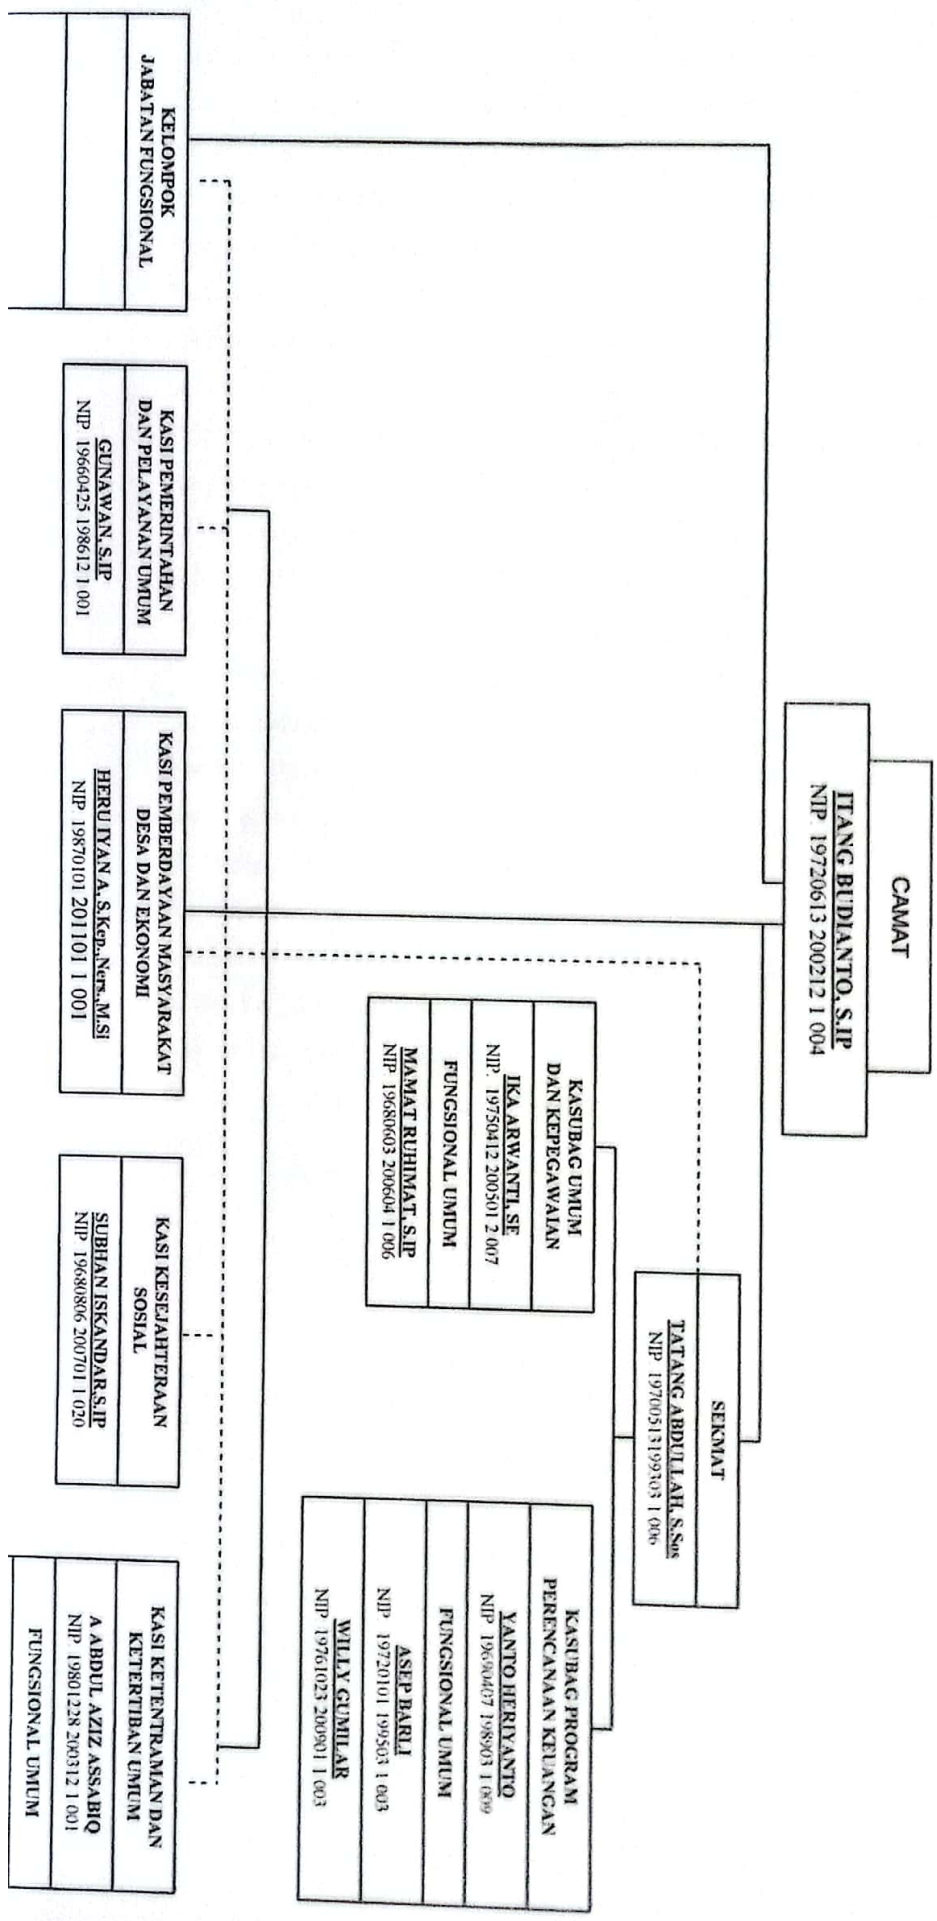 CAMAT
ITANG BUDIANTO, S.IP
NIP. 19720613 200212 1 004
SEKMAT
TATANG ABDULLAH, S.Sos
NIP 19700513199303 1 006
KASUBAG UMUM
DAN KEPEGAWAIAN
IKA ARWANTI, SE
NIP. 19750412 200501 2 007
FUNGSIONAL UMUM
MAMAT RUHIMAT, S.IP
NIP 19680603 200604 1 006
KASUBAG PROGRAM
PERENCANAAN KEUANGAN
YANTO HERIYANTO
NIP 19690407 198903 1 009
FUNGSIONAL UMUM
ASEP BARLI
NIP 19720101 199503 1 003
WILLY GUMILAR
NIP 19761023 200901 1 003
KELOMPOK
JABATAN FUNGSIONAL
KASI PEMERINTAHAN
DAN PELAYANAN UMUM
GUNAWAN, S.IP
NIP. 19660425 198612 1 001
KASI PEMBERDAYAAN MASYARAKAT
DESA DAN EKONOMI
HERU IYAN A, S.Kep.,Ners.,M.Si
NIP 19870101 201101 1 001
KASI KESEJAHTERAAN
SOSIAL
SUBHAN ISKANDAR,S.IP
NIP 19680806 200701 1 020
KASI KETENTRAMAN DAN
KETERTIBAN UMUM
A ABDUL AZIZ ASSABIQ
NIP 19801228 200312 1 001
FUNGSIONAL UMUM